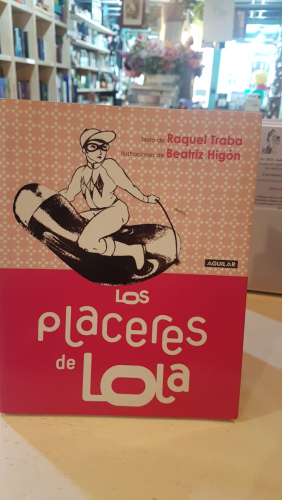 Texto de Raquel Traba
Ilustraciones de Beatriz Higón
AGUILAR
LOS
placeres
de Lola